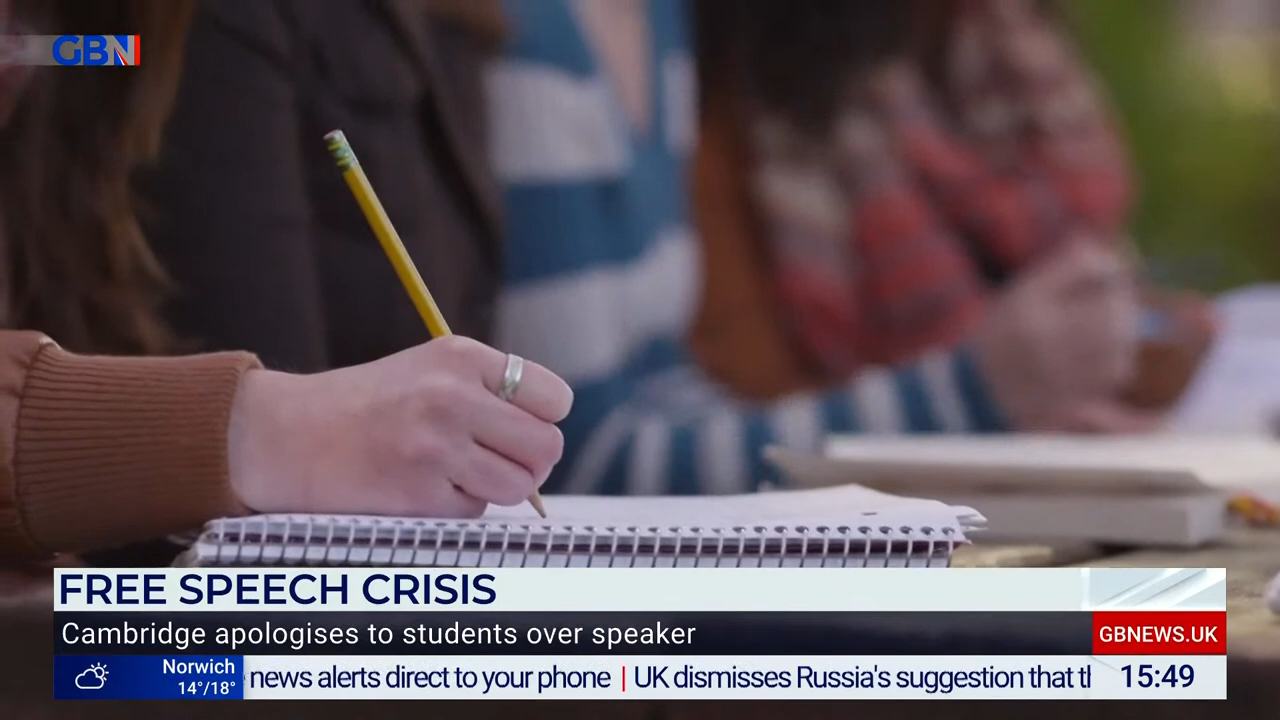 GBN
FREE SPEECH CRISIS
Cambridge apologises to students over speaker
GBNEWS.UK
Norwich
14°/18°
news alerts direct to your phone | UK dismisses Russia's suggestion that
15:49